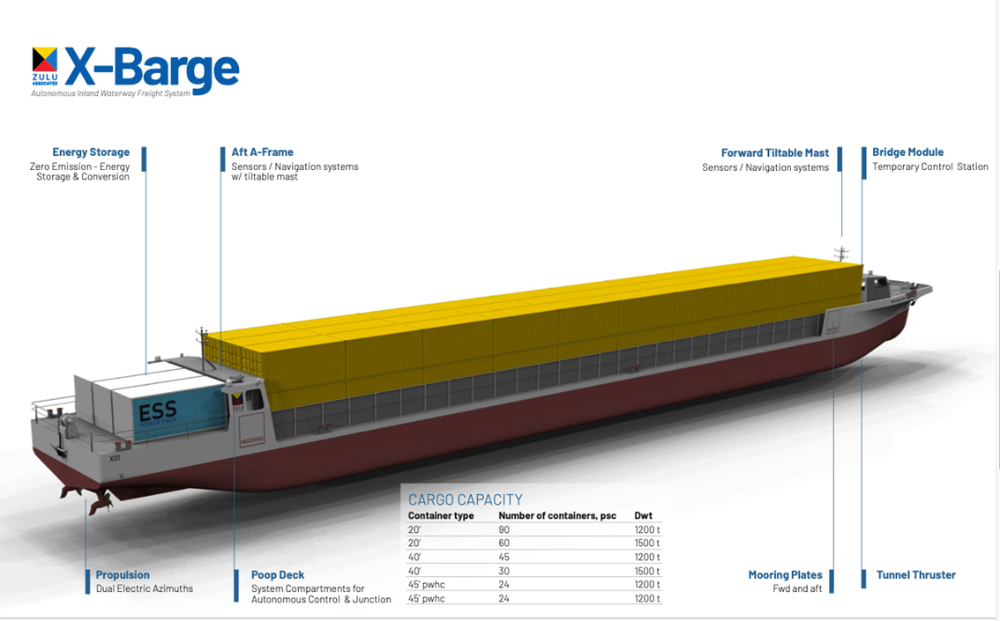 ZULU
ASSOCIATES
X-Barge
Autonomous Inland Waterway Freight System
Energy Storage
Zero Emission - Energy
Storage & Conversion
Aft A-Frame
Sensors / Navigation systems
w/ tiltable mast
Forward Tiltable Mast
Sensors / Navigation systems
Bridge Module
Temporary Control Station
ESS
POWER PACK
ZULU
MOORING
X01
CARGO CAPACITY
Container type Number of containers, psc Dwt
20' 90 1200 t
20' 60 1500 t
40' 45 1200 t
40' 30 1500 t
45' pwhc 24 1200 t
45' pwhc 24 1200 t
Propulsion
Dual Electric Azimuths
Poop Deck
System Compartments for
Autonomous Control & Junction
Mooring Plates
Fwd and aft
Tunnel Thruster